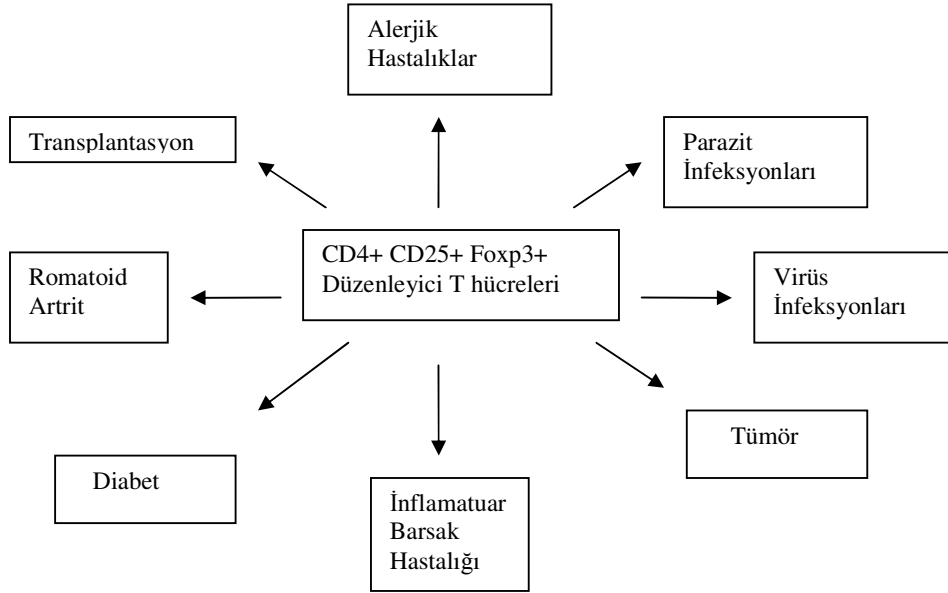 Alerjik
Hastalıklar
Transplantasyon
Parazit
İnfeksyonları
CD4+ CD25+ Foxp3+
Düzenleyici T hücreleri
Romatoid
Artrit
Virüs
İnfeksyonları
Diabet
İnflamatuar
Barsak
Hastalığı
Tümör